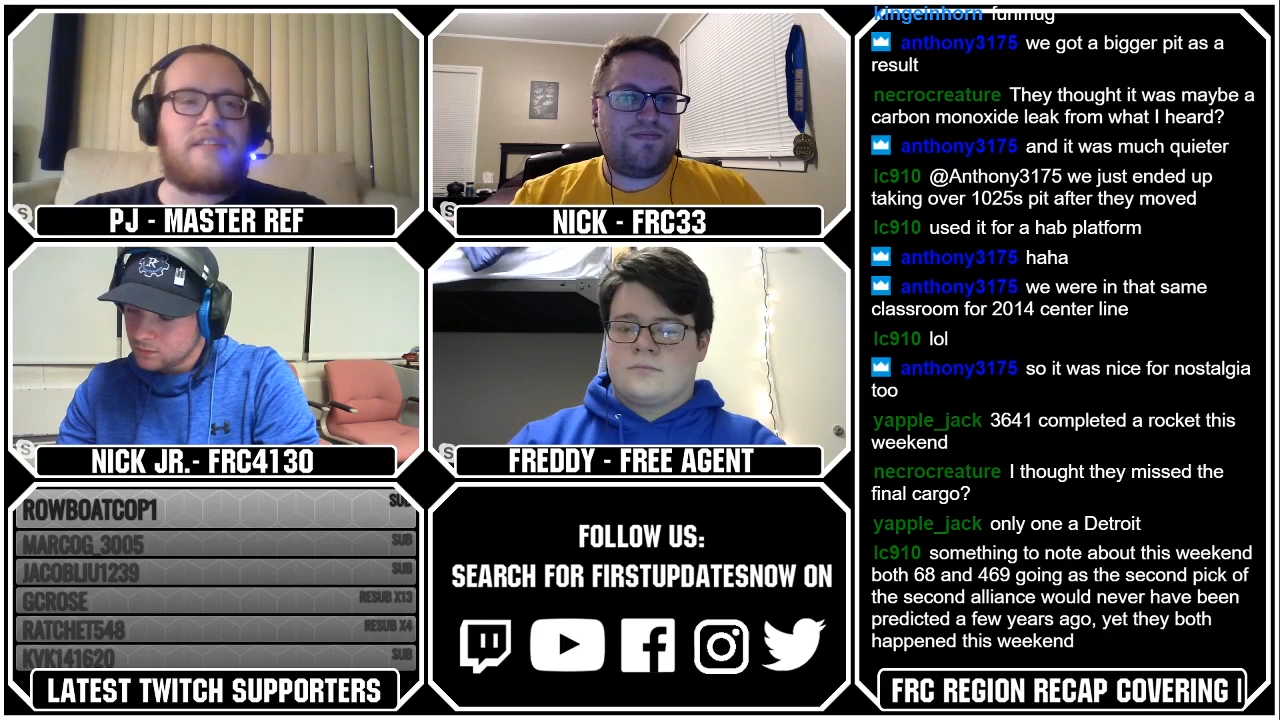 PJ - MASTER REF
NICK - FRC33
NICK JR.- FRC4130
FREDDY - FREE AGENT
ROWBOATCOP1 SUB
MARCOG_3005 SUB
JACOBLIU1239 SUB
GCROSE RESUB X13
RATCHET548 RESUB X4
KVK141620 SUB
LATEST TWITCH SUPPORTERS
FOLLOW US:
SEARCH FOR FIRSTUPDATESNOW ON
kingeinhorn funmug
anthony3175 we got a bigger pit as a
result
necrocreature They thought it was maybe a
carbon monoxide leak from what I heard?
anthony3175 and it was much quieter
lc910 @Anthony3175 we just ended up
taking over 1025s pit after they moved
lc910 used it for a hab platform
anthony3175 haha
anthony3175 we were in that same
classroom for 2014 center line
lc910 lol
anthony3175 so it was nice for nostalgia
too
yapple_jack 3641 completed a rocket this
weekend
necrocreature I thought they missed the
final cargo?
yapple_jack only one a Detroit
lc910 something to note about this weekend
both 68 and 469 going as the second pick of
the second alliance would never have been
predicted a few years ago, yet they both
happened this weekend
FRC REGION RECAP COVERING